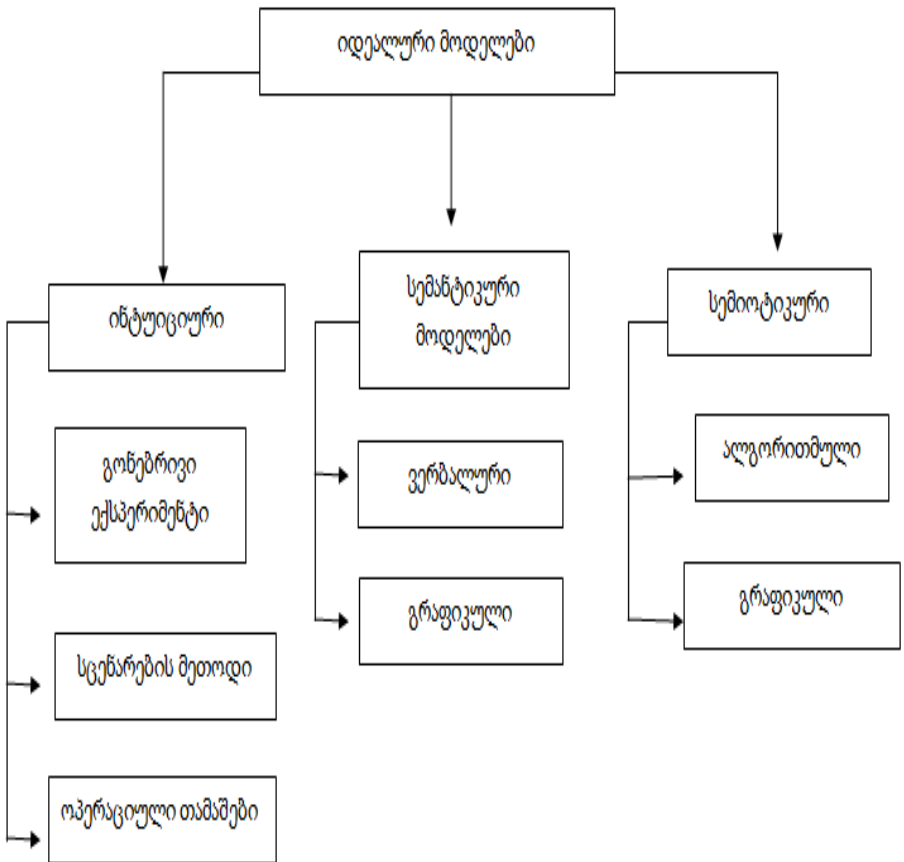 იდეალური მოდელები
ინტუიციური
სემანტიკური
მოდელები
სემიოტიკური
გონებრივი
ექსპერიმენტი
ვერბალური
ალგორითმული
გრაფიკული
გრაფიკული
სცენარების მეთოდი
ოპერაციული თამაშები